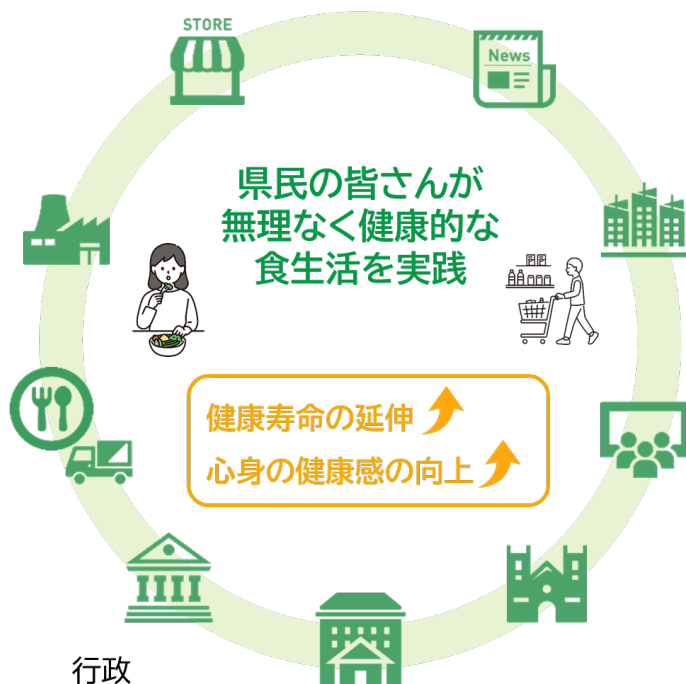 STORE
News
県民の皆さんが
無理なく健康的な
食生活を実践
健康寿命の延伸
心身の健康感の向上
行政